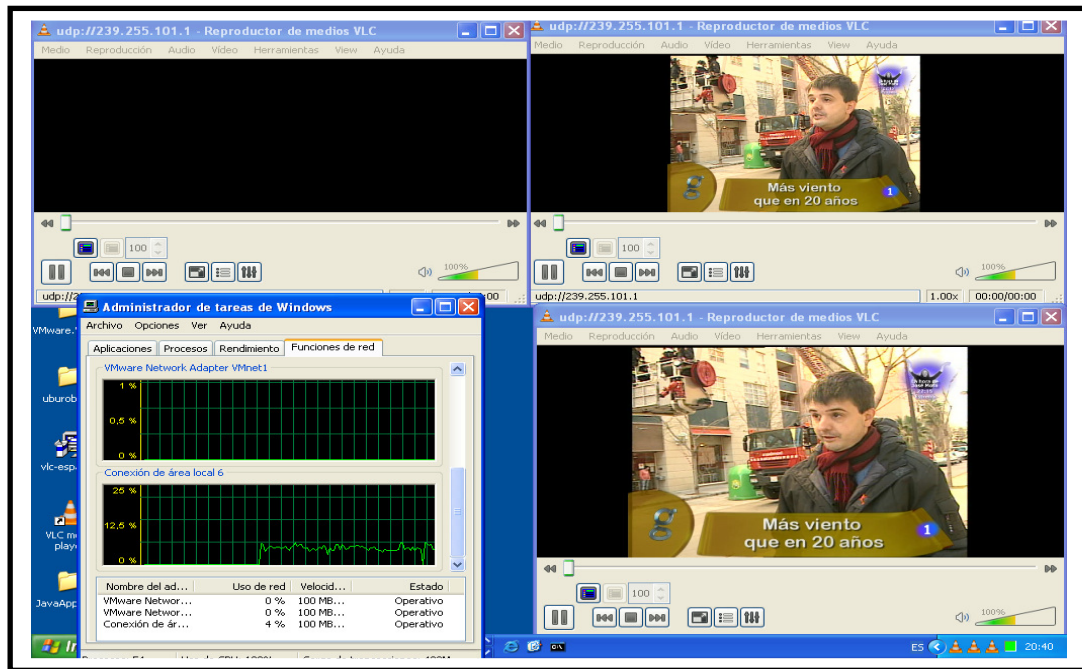 udp://239.255.101.1 - Reproductor de medios VLC
Medio Reproducción Audio Vídeo Herramientas View Ayuda
100
100%
udp://2
:00
udp://239.255.101.1 - Reproductor de medios VLC
Medio Reproducción Audio Vídeo Herramientas View Ayuda
Más viento
que en 20 años
1
100
100%
udp://239.255.101.1
1.00x 00:00/00:00
VMware.
uburob
vlc-esp
VLC me
playe
JavaApp
Administrador de tareas de Windows
Archivo Opciones Ver Ayuda
Aplicaciones Procesos Rendimiento Funciones de red
VMware Network Adapter VMnet1
1 %
0,5 %
0 %
Conexión de área local 6
25 %
12,5 %
0 %
Nombre del ad... Uso de red Velocid... Estado
VMware Networ... 0 % 100 MB... Operativo
VMware Networ... 0 % 100 MB... Operativo
Conexión de ár... 4 % 100 MB... Operativo
udp://239.255.101.1 - Reproductor de medios VLC
Medio Reproducción Audio Vídeo Herramientas View Ayuda
g
Más viento
que en 20 años
1
100
100%
In
ES 20:40